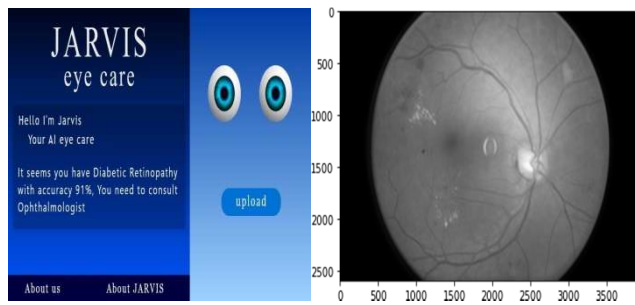 JARVIS
eye care
Hello I'm Jarvis
Your AI eye care
It seems you have Diabetic Retinopathy
with accuracy 91%, You need to consult
Ophthalmologist
upload
About us About JARVIS
0
500
1000
1500
2000
2500
0 500 1000 1500 2000 2500 3000 3500